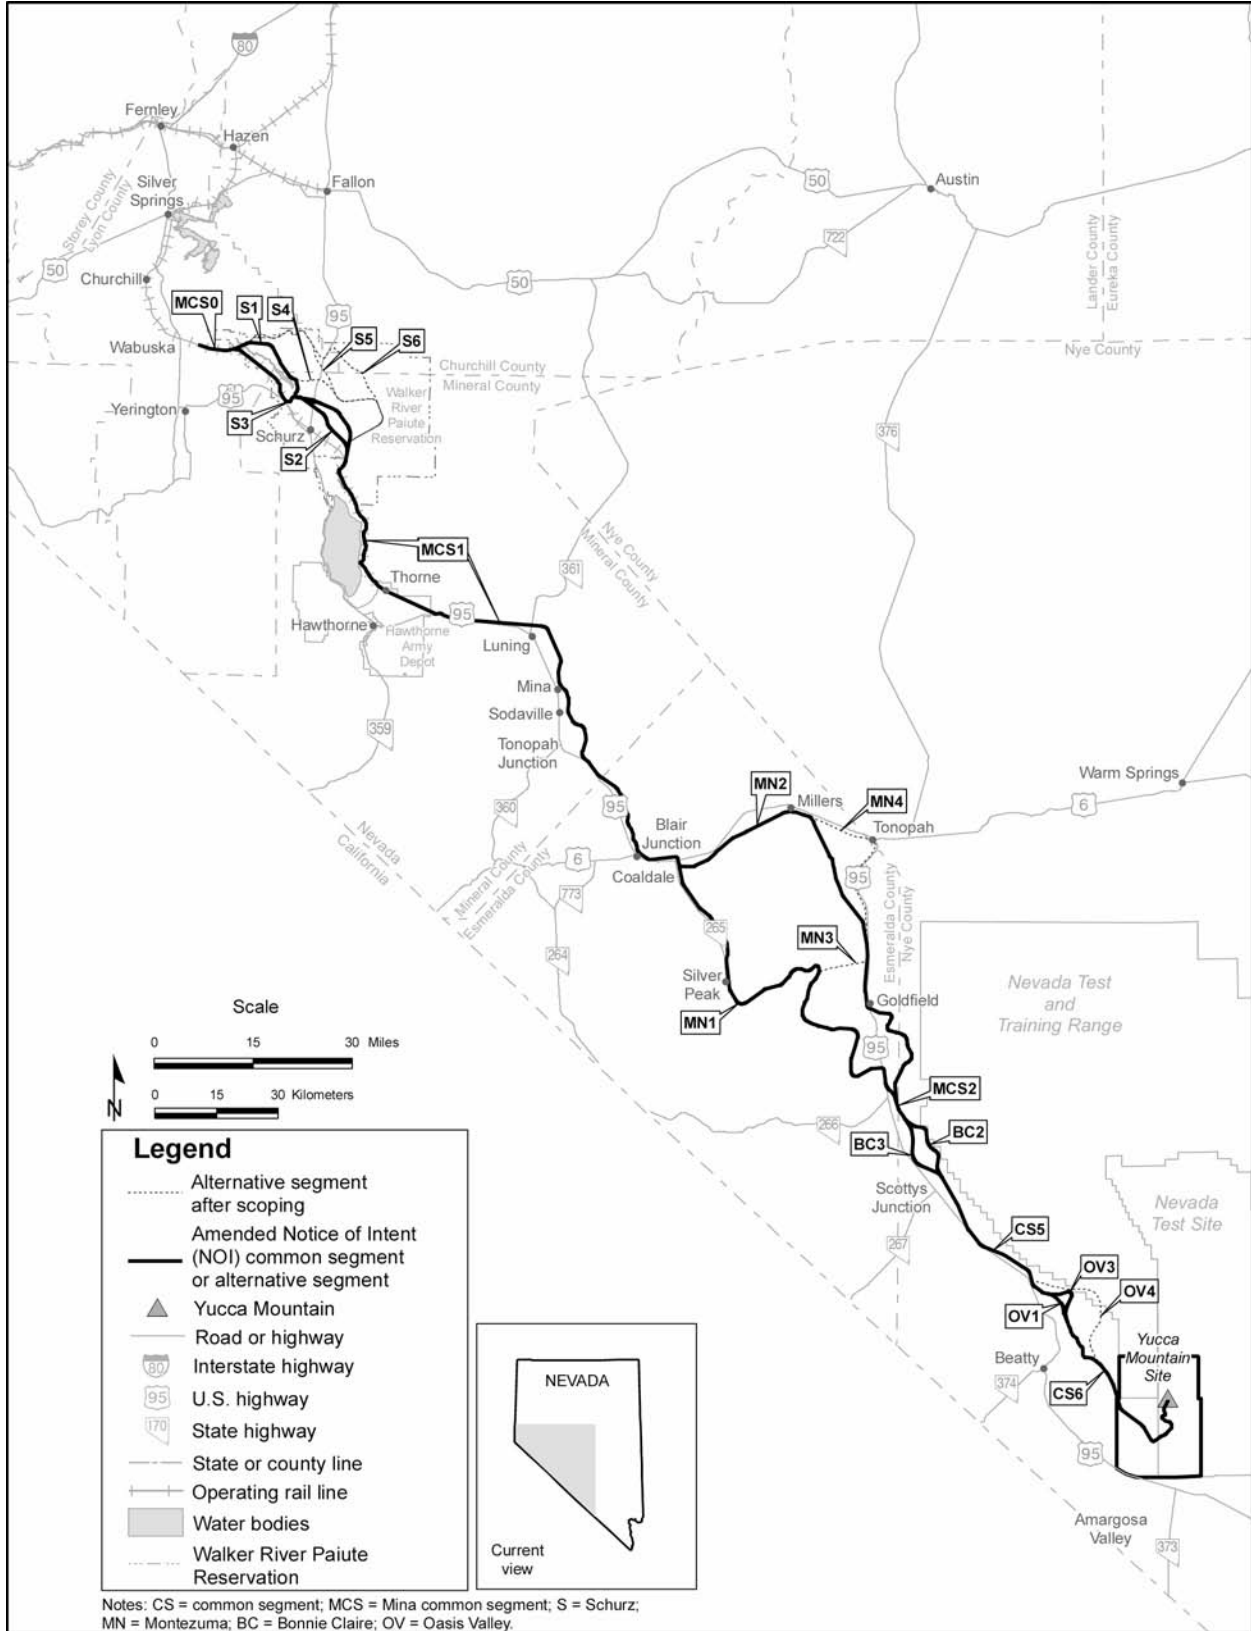 80
Fernley
Hazen
Silver
Springs
Fallon
50
Austin
Storey County
Lyon County
722
Lander County
Eureka County
50
Churchill
50
MCS0
S1
S4
95
S5
S6
Wabuska
Nye County
Churchill County
Mineral County
95
Walker
River
Paiute
Reservation
Yerington
S3
Schurz
S2
376
Nye County
Mineral County
MCS1
361
Thorne
95
Hawthorne
Hawthorne
Army
Depot
Luning
Mina
Sodaville
359
Tonopah
Junction
Warm Springs
MN2
Millers
MN4
6
360
95
Tonopah
Nevada
California
Blair
Junction
6
Coaldale
Mineral County
Esmeralda County
773
95
Esmeralda County
Nye County
265
MN3
264
Silver
Peak
Nevada Test
and
Training Range
Goldfield
MN1
Scale
0 15 30 Miles
95
0 15 30 Kilometers
N
MCS2
266
BC3
BC2
Scottys
Junction
Nevada
Test Site
267
CS5
OV3
OV4
OV1
Yucca
Mountain
Site
Beatty
374
CS6
95
Amargosa
Valley
373
Legend
Alternative segment
after scoping
Amended Notice of Intent
(NOI) common segment
or alternative segment
Yucca Mountain
Road or highway
80
Interstate highway
95
U.S. highway
170
State highway
State or county line
Operating rail line
Water bodies
Walker River Paiute
Reservation
NEVADA
Current
view
Notes: CS = common segment; MCS = Mina common segment; S = Schurz;
MN = Montezuma; BC = Bonnie Claire; OV = Oasis Valley.